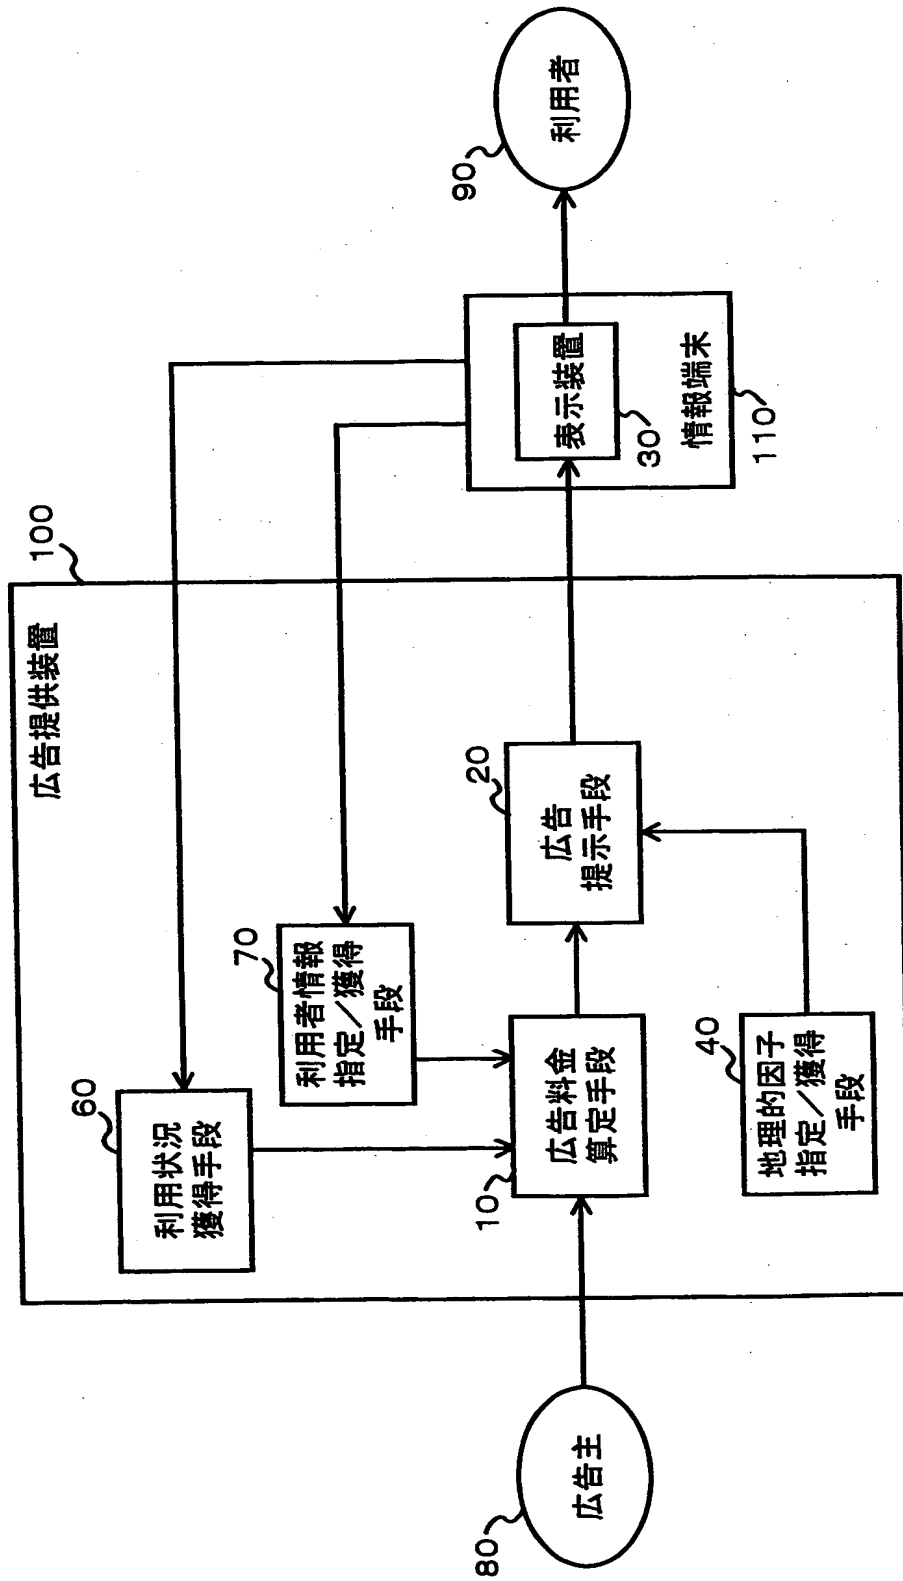 広告提供装置
100
60
利用状況
獲得手段
70
利用者情報
指定／獲得
手段
80
広告主
10
広告料金
算定手段
20
広告
提示手段
40
地理的因子
指定／獲得
手段
表示装置
30
情報端末
110
90
利用者